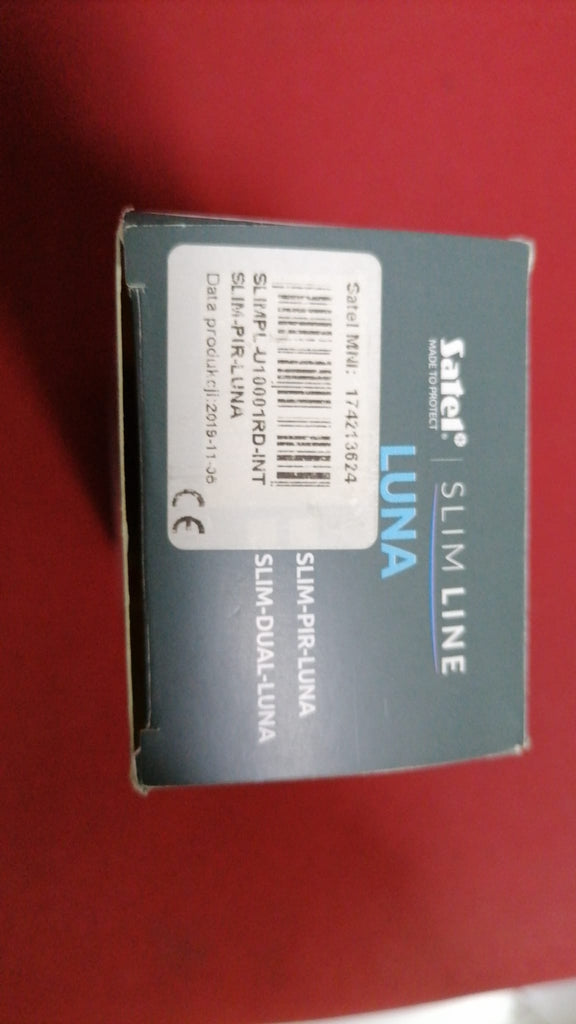 Satel®
MADE TO PROTECT
SLIM LINE
LUNA
Satel MNI: 174213624
SLIMPL-U10001RD-INT
SLIM-PIR-LUNA
Data produkcji:2019-11-06
CE
SLIM-PIR-LUNA
SLIM-DUAL-LUNA